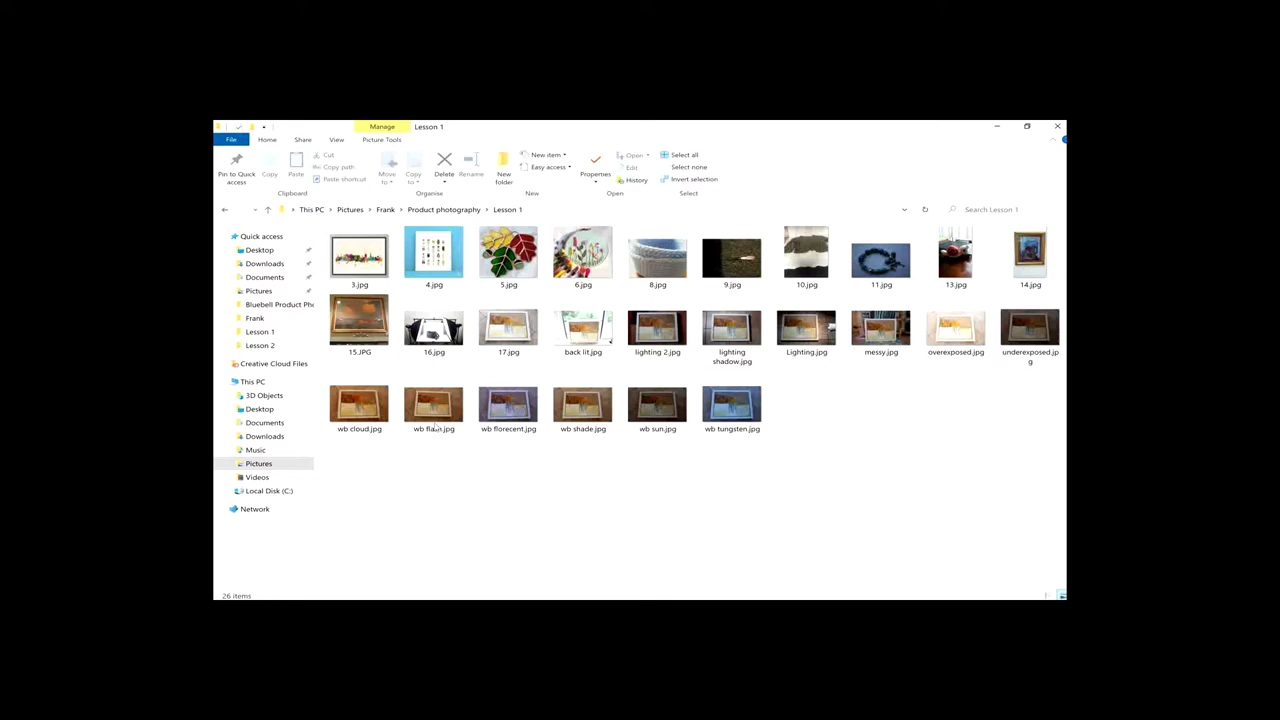 Manage Lesson 1
File Home Share View Picture Tools
Pin to Quick access
Copy
Paste
Cut
Copy path
Paste shortcut
Clipboard
Move to
Copy to
Delete
Rename
Organise
New folder
New item
Easy access
New
Properties
Open
Edit
History
Open
Select all
Select none
Invert selection
Select
This PC Pictures Frank Product photography Lesson 1
Search Lesson 1
Quick access
Desktop
Downloads
Documents
Pictures
Bluebell Product Pho
Frank
Lesson 1
Lesson 2
Creative Cloud Files
This PC
3D Objects
Desktop
Documents
Downloads
Music
Pictures
Videos
Local Disk (C:)
Network
3.jpg 4.jpg 5.jpg 6.jpg 8.jpg 9.jpg 10.jpg 11.jpg 13.jpg 14.jpg
15.JPG 16.jpg 17.jpg back lit.jpg lighting 2.jpg lighting shadow.jpg Lighting.jpg messy.jpg overexposed.jpg underexposed.jpg
wb cloud.jpg wb flash.jpg wb florecent.jpg wb shade.jpg wb sun.jpg wb tungsten.jpg
26 items